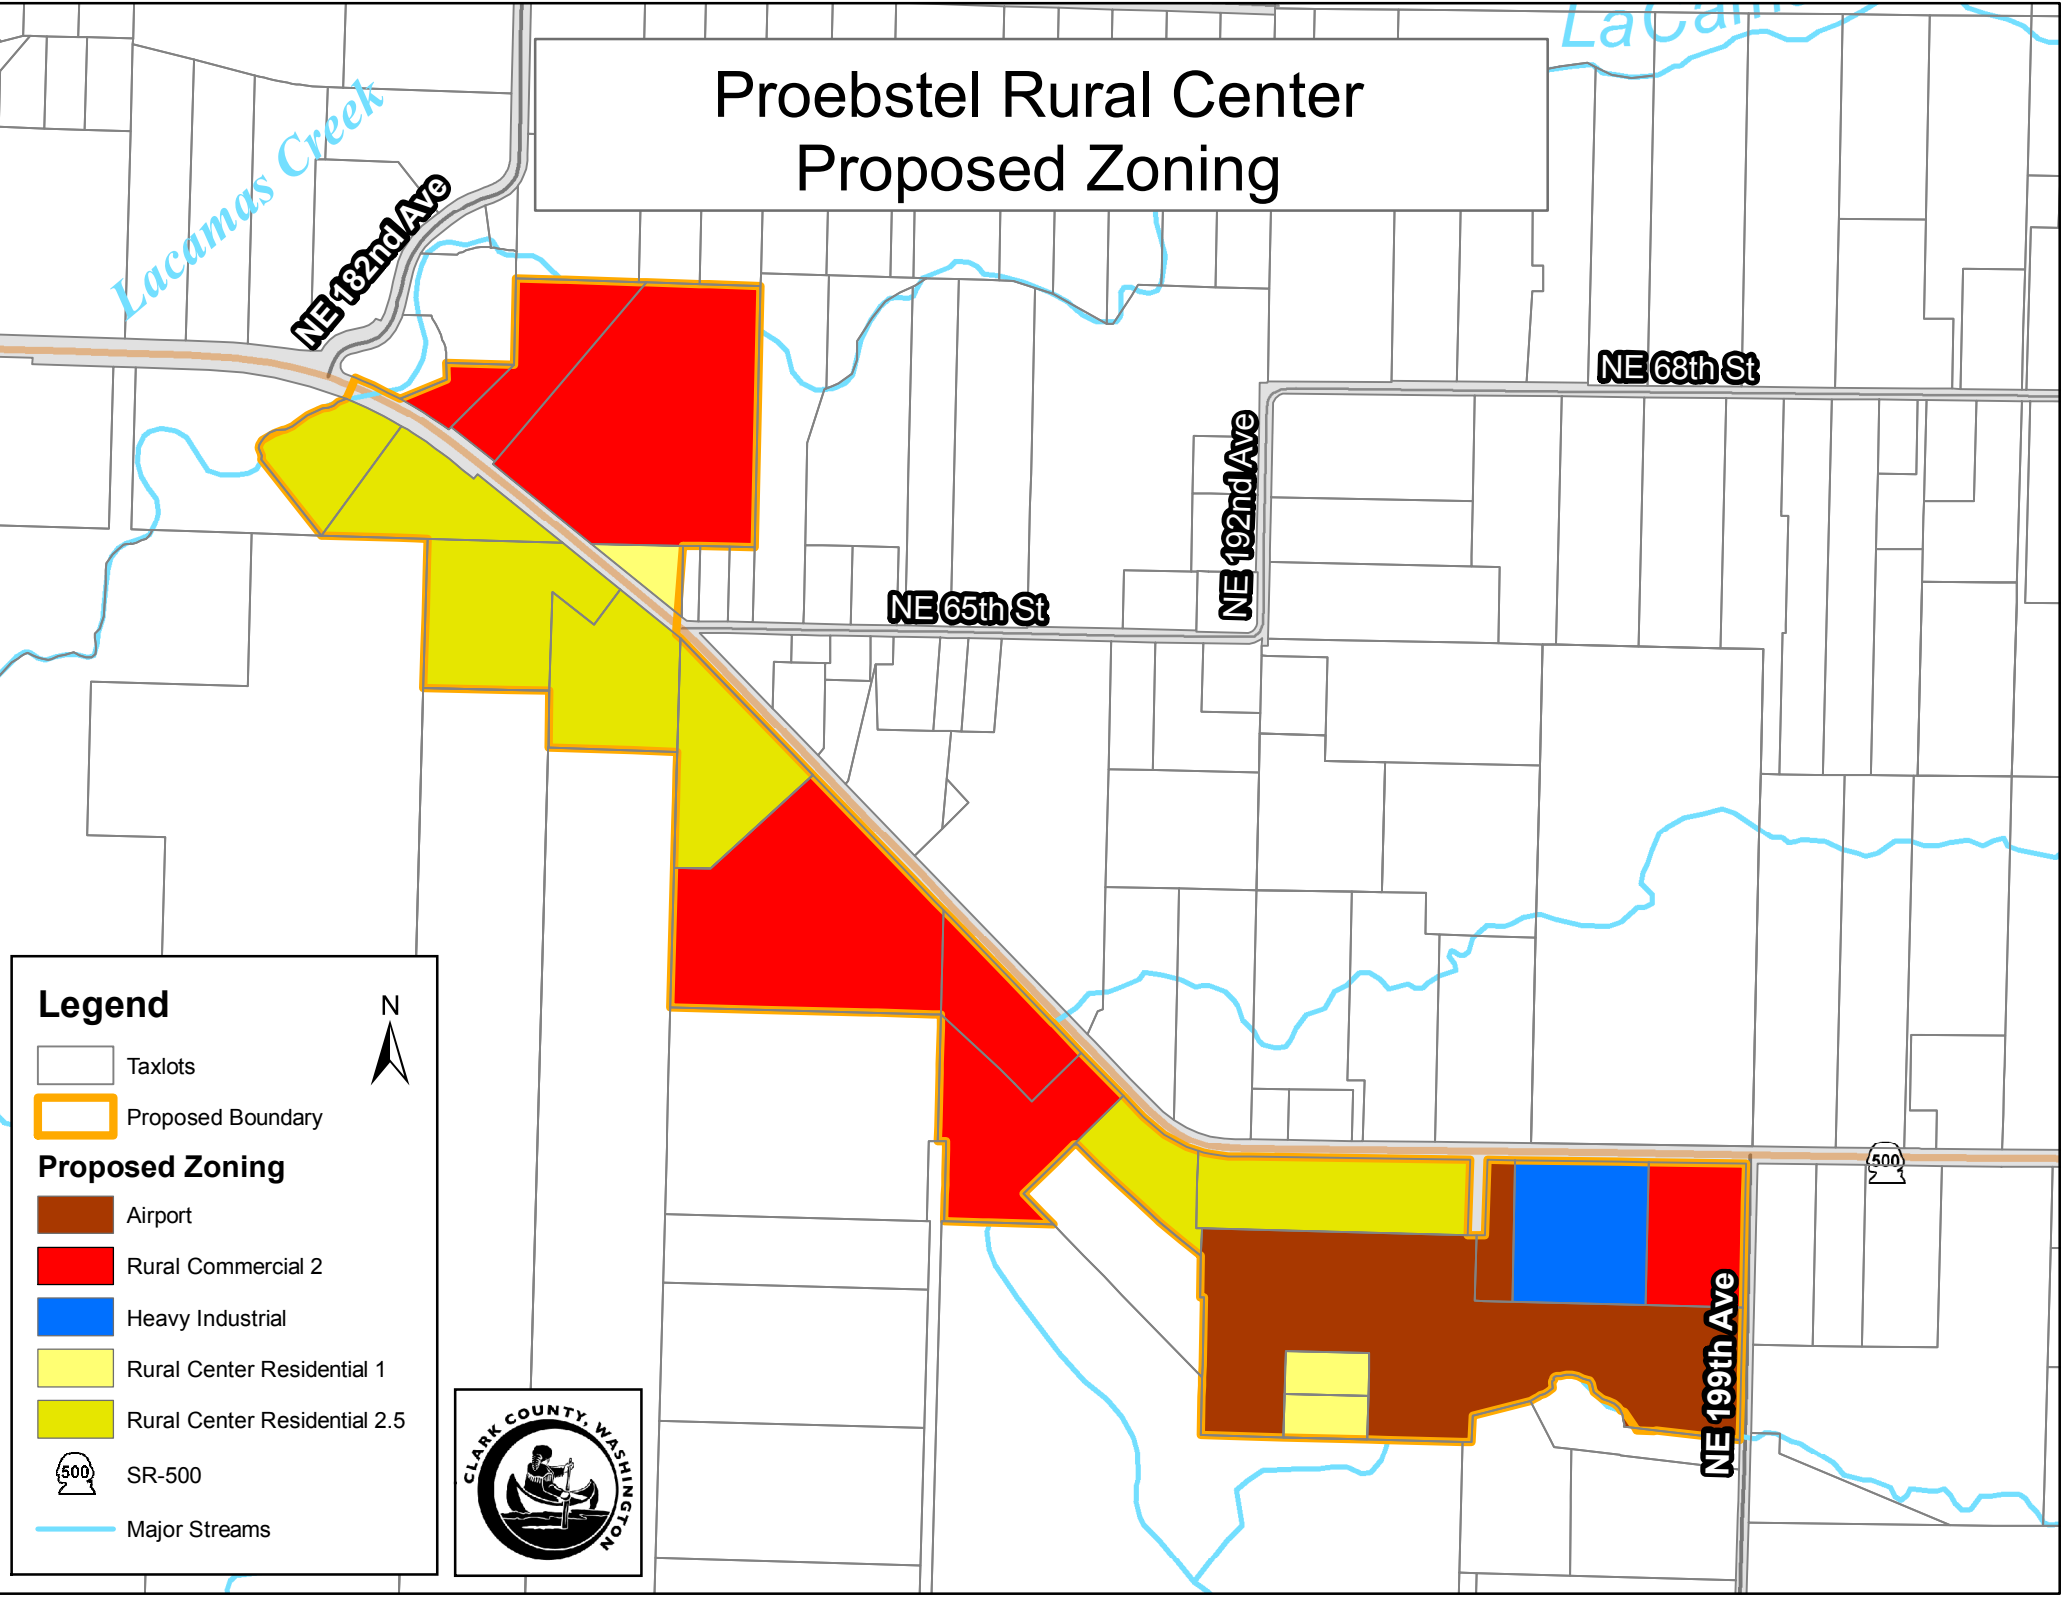 LaCam
Proebstel Rural Center
Proposed Zoning
Lacamas Creek
NE 182nd Ave
NE 68th St
NE 192nd Ave
NE 65th St
500
NE 199th Ave
Legend
N
Taxlots
Proposed Boundary
Proposed Zoning
Airport
Rural Commercial 2
Heavy Industrial
Rural Center Residential 1
Rural Center Residential 2.5
500
SR-500
Major Streams
CLARK COUNTY, WASHINGTON